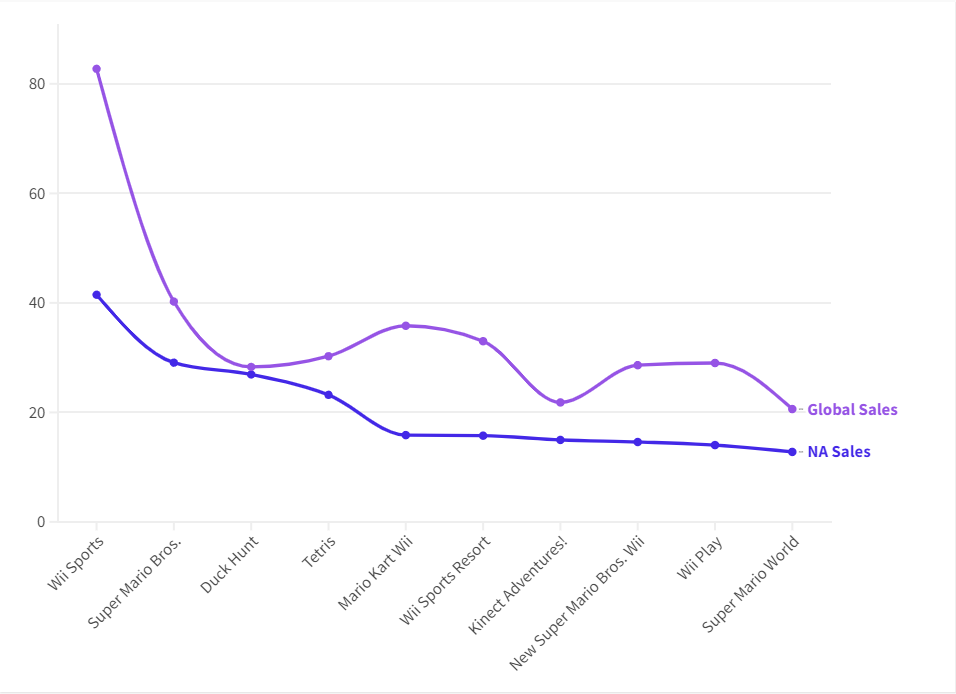 80
60
40
20
0
Global Sales
NA Sales
Wii Sports
Super Mario Bros.
Duck Hunt
Tetris
Mario Kart Wii
Wii Sports Resort
Kinect Adventures!
New Super Mario Bros. Wii
Wii Play
Super Mario World